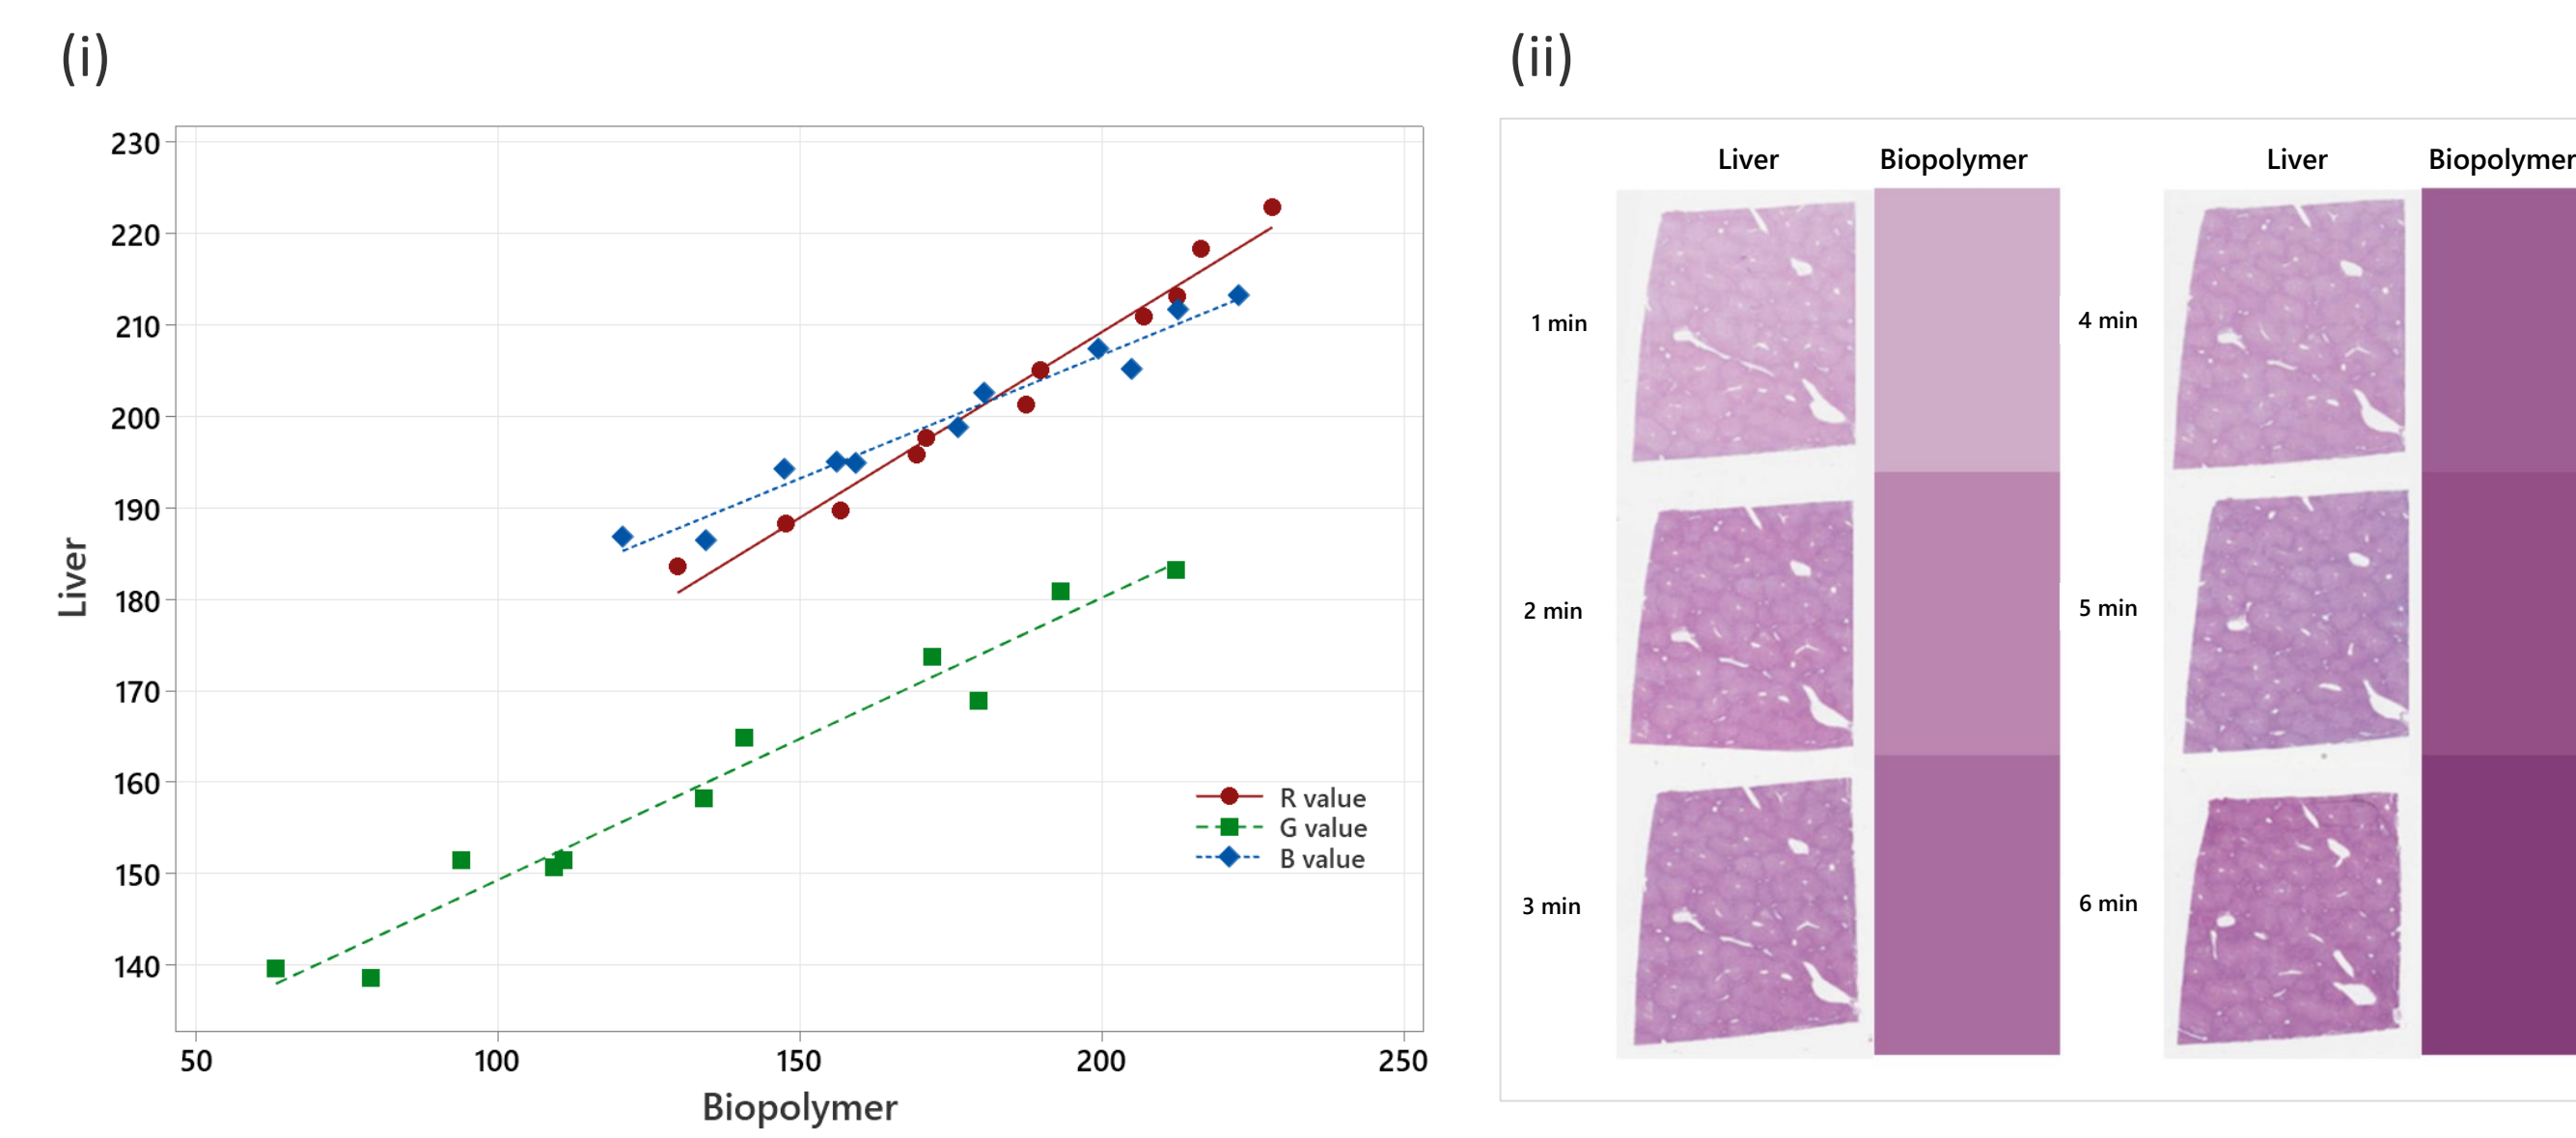 (i)
230
220
210
200
190
180
170
160
150
140
Liver
50 100 150 200 250
Biopolymer
R value
G value
B value
(ii)
Liver Biopolymer Liver Biopolymer
1 min 4 min
2 min 5 min
3 min 6 min